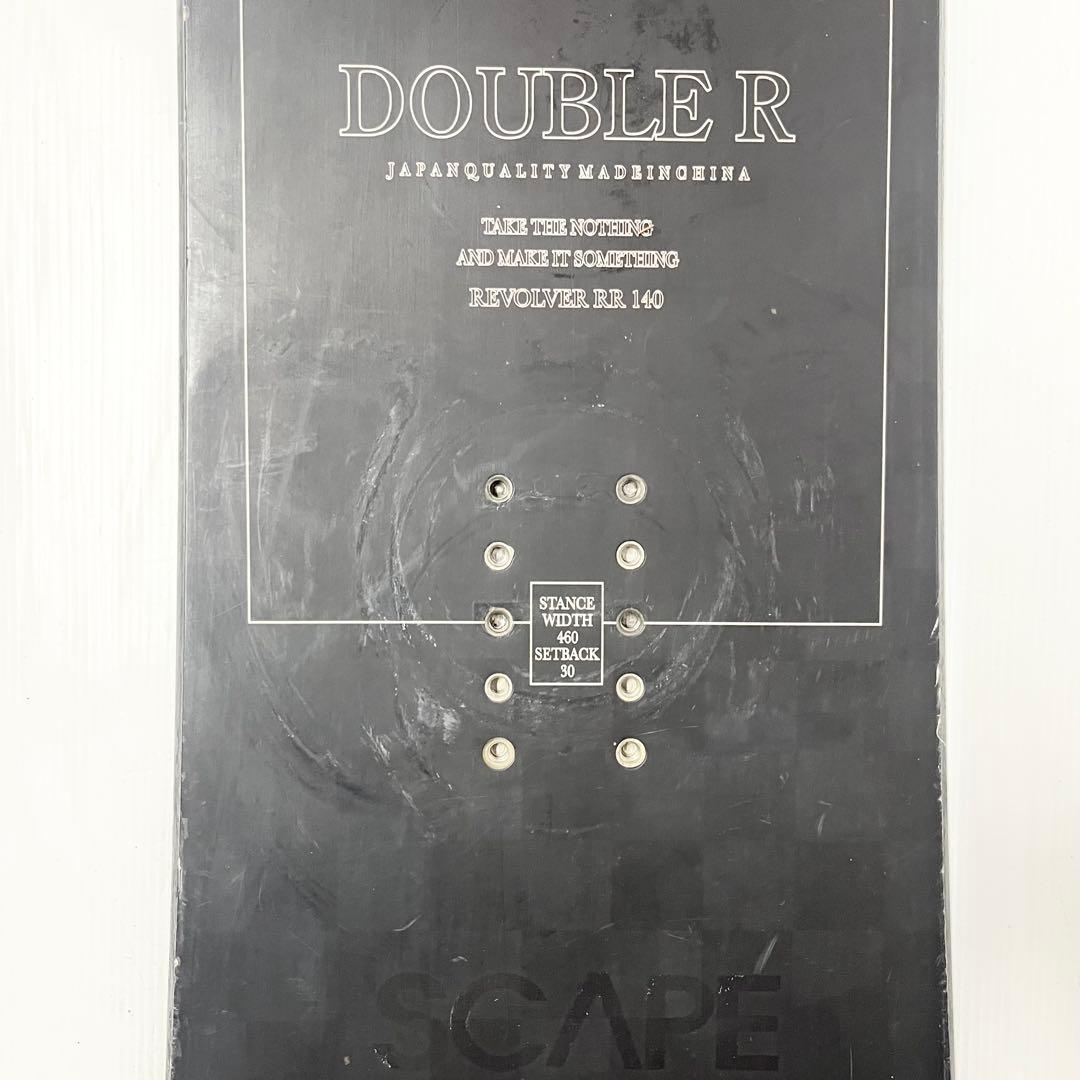 DOUBLE R
JAPANQUALITY MADEINCHINA
TAKE THE NOTHING
AND MAKE IT SOMETHING
REVOLVER RR 140
STANCE
WIDTH
460
SETBACK
30
SCAPE